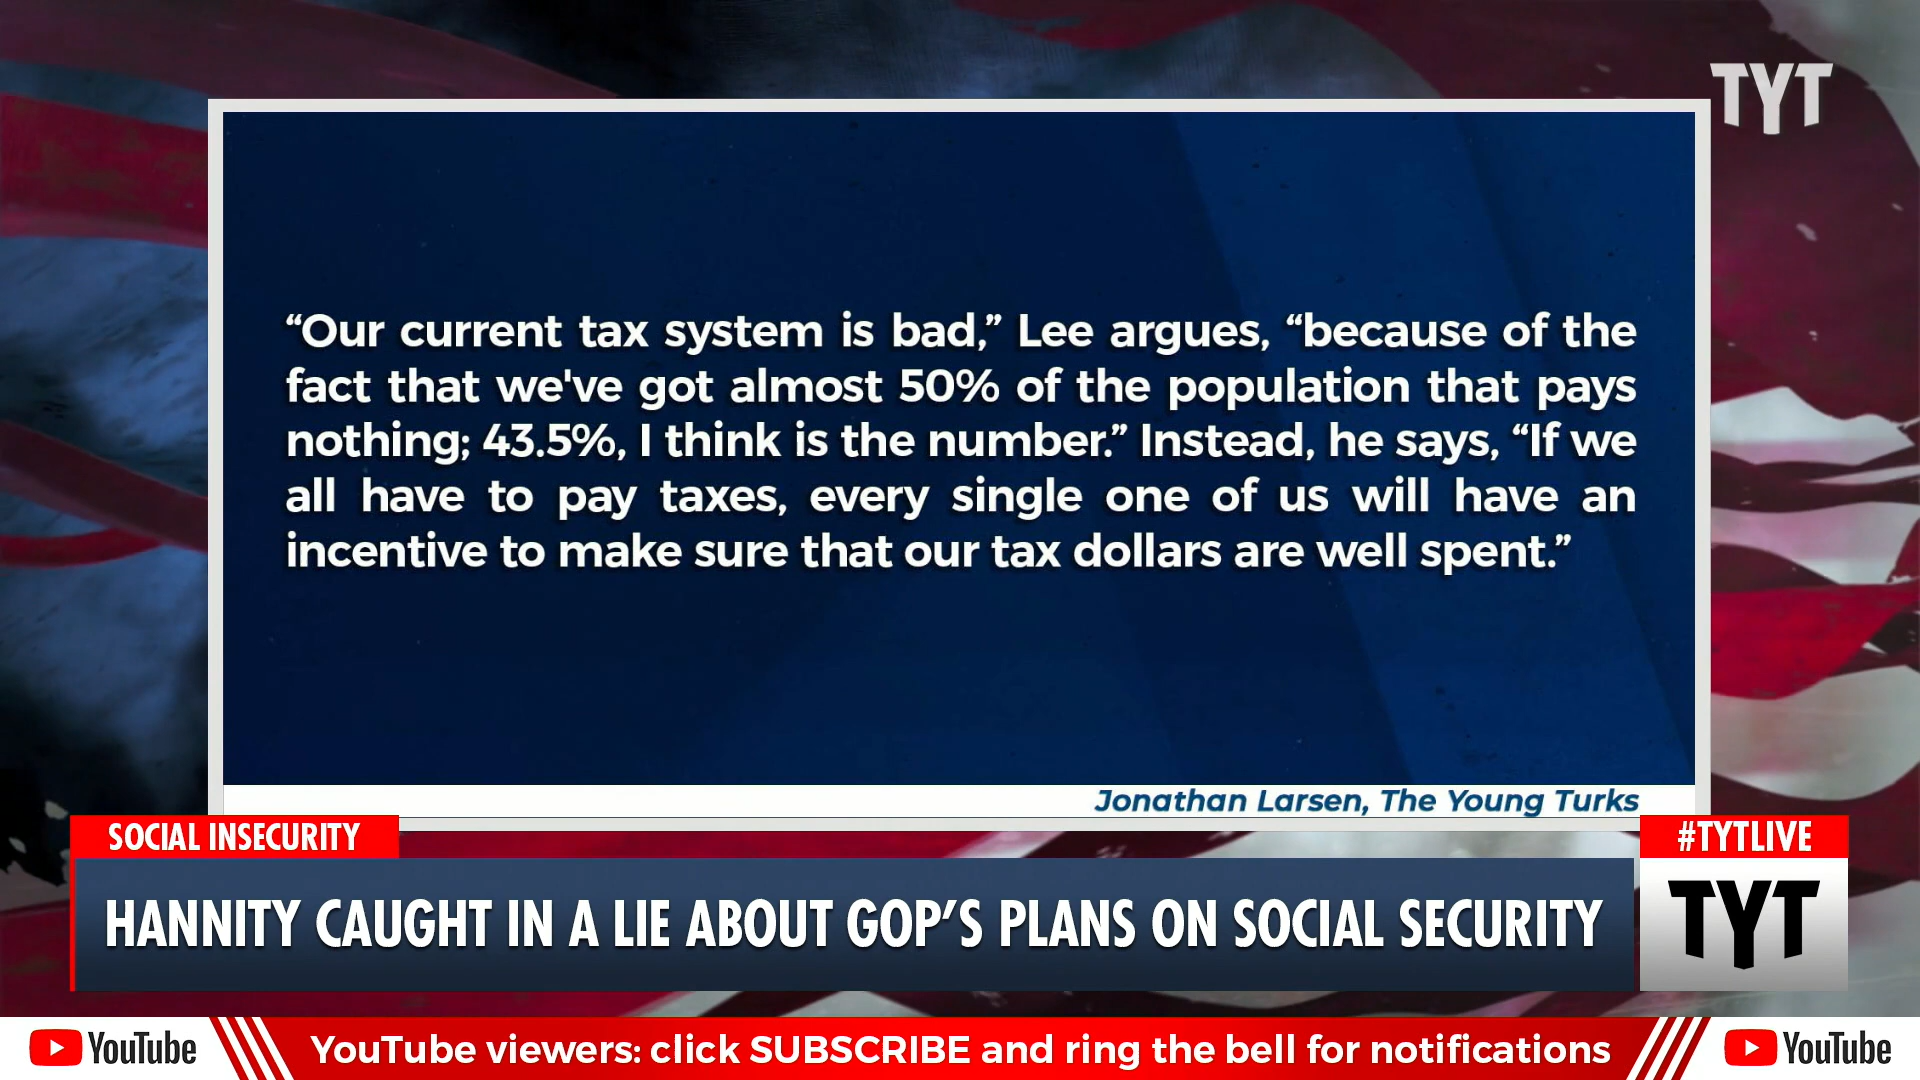 TYT
“Our current tax system is bad,” Lee argues, “because of the
fact that we've got almost 50% of the population that pays
nothing; 43.5%, I think is the number.” Instead, he says, “If we
all have to pay taxes, every single one of us will have an
incentive to make sure that our tax dollars are well spent.”
Jonathan Larsen, The Young Turks
SOCIAL INSECURITY
#TYTLIVE
HANNITY CAUGHT IN A LIE ABOUT GOP’S PLANS ON SOCIAL SECURITY
TYT
YouTube
YouTube viewers: click SUBSCRIBE and ring the bell for notifications
YouTube